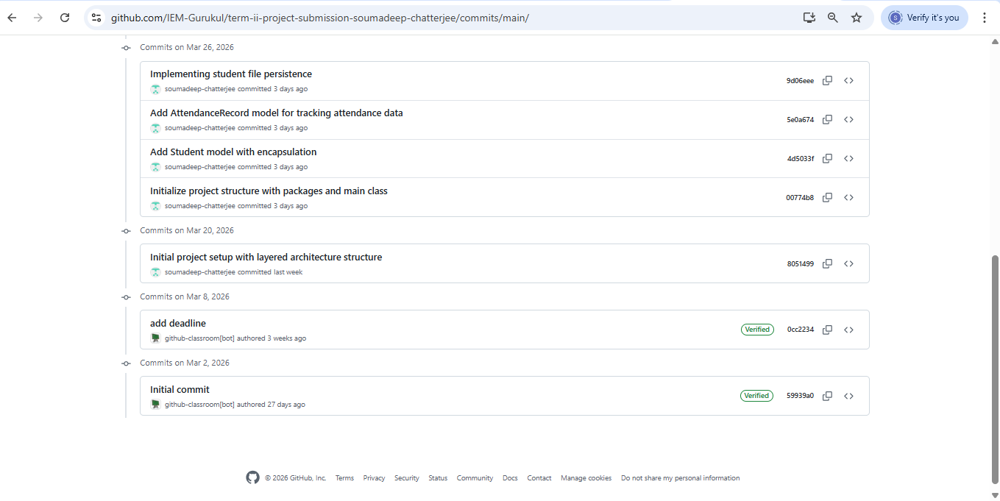 github.com/IEM-Gurukul/term-ii-project-submission-soumadeep-chatterjee/commits/main/
S Verify it's you
Commits on Mar 26, 2026
Implementing student file persistence
soumadeep-chatterjee committed 3 days ago
9d06eee
Add AttendanceRecord model for tracking attendance data
soumadeep-chatterjee committed 3 days ago
5e0a674
Add Student model with encapsulation
soumadeep-chatterjee committed 3 days ago
4d5033f
Initialize project structure with packages and main class
soumadeep-chatterjee committed 3 days ago
00774b8
Commits on Mar 20, 2026
Initial project setup with layered architecture structure
soumadeep-chatterjee committed last week
8051499
Commits on Mar 8, 2026
add deadline
github-classroom[bot] authored 3 weeks ago
Verified 0cc2234
Commits on Mar 2, 2026
Initial commit
github-classroom[bot] authored 27 days ago
Verified 59939a0
© 2026 GitHub, Inc. Terms Privacy Security Status Community Docs Contact Manage cookies Do not share my personal information